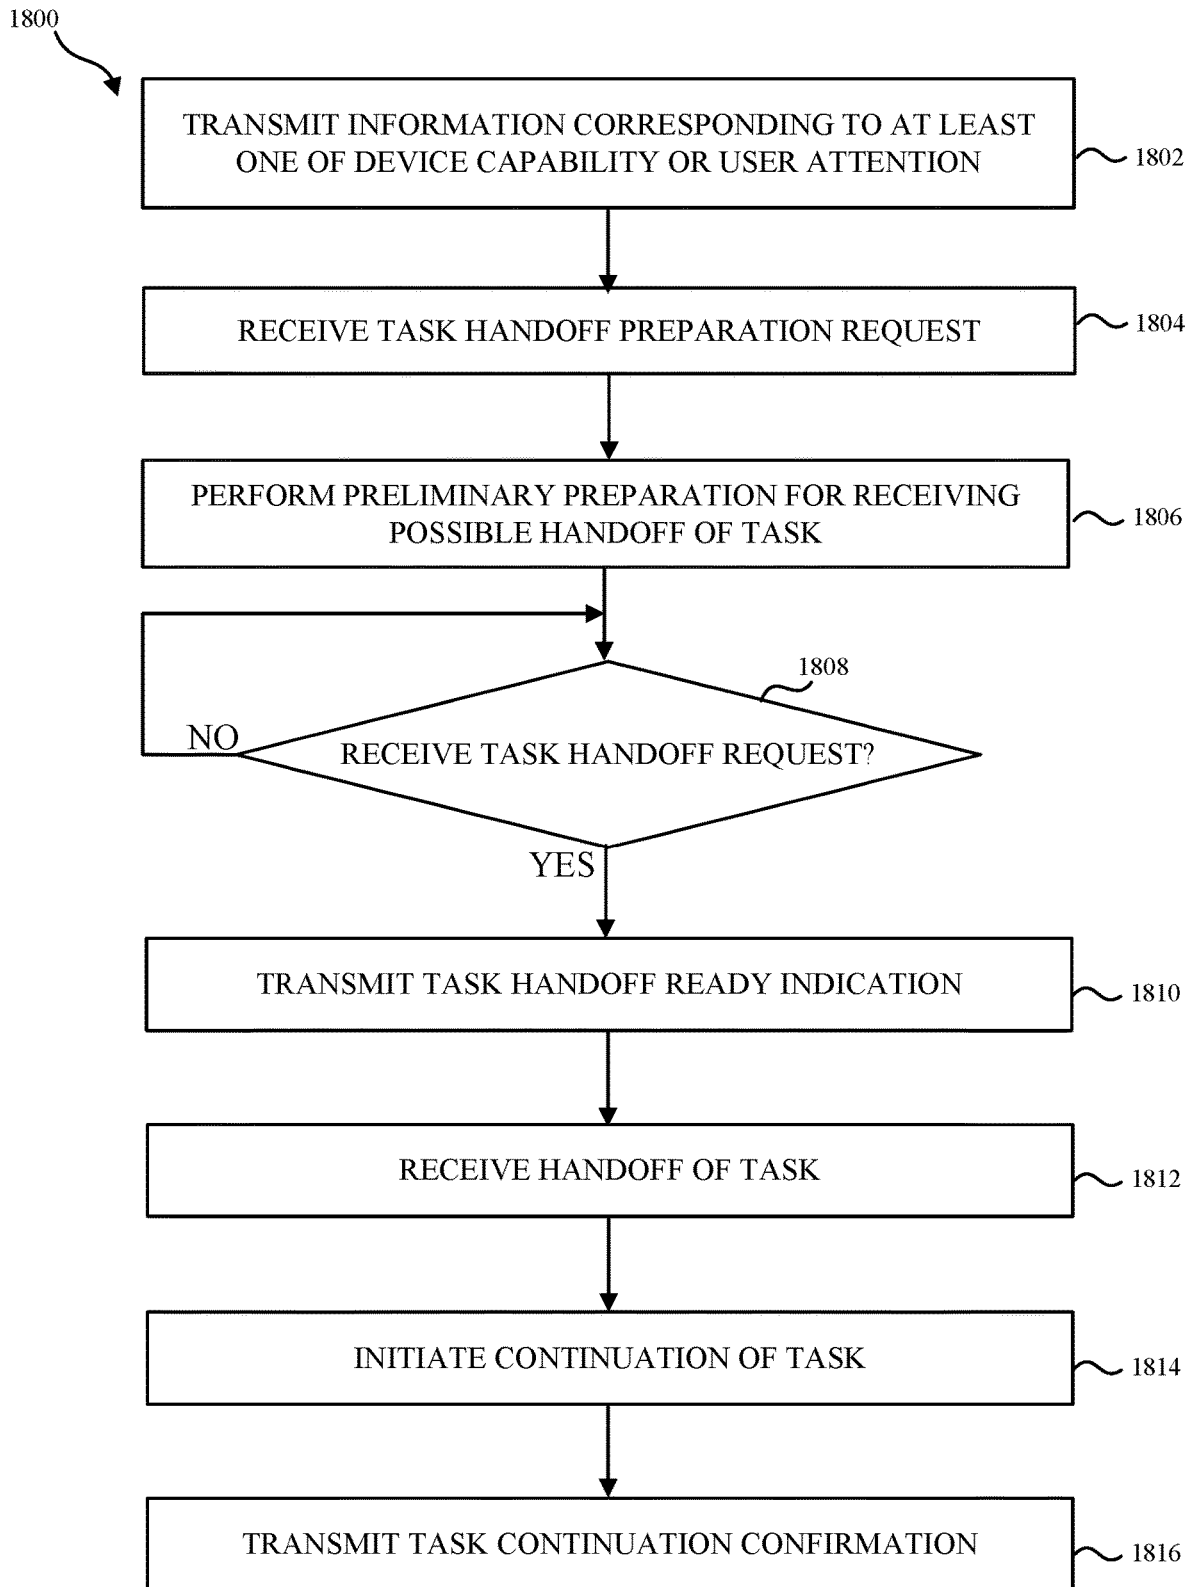 1800
TRANSMIT INFORMATION CORRESPONDING TO AT LEAST
ONE OF DEVICE CAPABILITY OR USER ATTENTION
1802
RECEIVE TASK HANDOFF PREPARATION REQUEST
1804
PERFORM PRELIMINARY PREPARATION FOR RECEIVING
POSSIBLE HANDOFF OF TASK
1806
1808
NO
RECEIVE TASK HANDOFF REQUEST?
YES
TRANSMIT TASK HANDOFF READY INDICATION
1810
RECEIVE HANDOFF OF TASK
1812
INITIATE CONTINUATION OF TASK
1814
TRANSMIT TASK CONTINUATION CONFIRMATION
1816